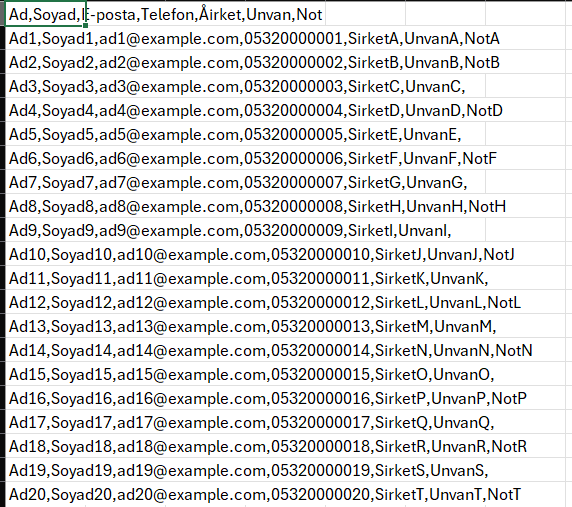 Ad,Soyad,E-posta,Telefon,Åirket,Unvan,Not
Ad1,Soyad1,ad1@example.com,05320000001,SirketA,UnvanA,NotA
Ad2,Soyad2,ad2@example.com,05320000002,SirketB,UnvanB,NotB
Ad3,Soyad3,ad3@example.com,05320000003,SirketC,UnvanC,
Ad4,Soyad4,ad4@example.com,05320000004,SirketD,UnvanD,NotD
Ad5,Soyad5,ad5@example.com,05320000005,SirketE,UnvanE,
Ad6,Soyad6,ad6@example.com,05320000006,SirketF,UnvanF,NotF
Ad7,Soyad7,ad7@example.com,05320000007,SirketG,UnvanG,
Ad8,Soyad8,ad8@example.com,05320000008,SirketH,UnvanH,NotH
Ad9,Soyad9,ad9@example.com,05320000009,SirketI,UnvanI,
Ad10,Soyad10,ad10@example.com,05320000010,SirketJ,UnvanJ,NotJ
Ad11,Soyad11,ad11@example.com,05320000011,SirketK,UnvanK,
Ad12,Soyad12,ad12@example.com,05320000012,SirketL,UnvanL,NotL
Ad13,Soyad13,ad13@example.com,05320000013,SirketM,UnvanM,
Ad14,Soyad14,ad14@example.com,05320000014,SirketN,UnvanN,NotN
Ad15,Soyad15,ad15@example.com,05320000015,SirketO,UnvanO,
Ad16,Soyad16,ad16@example.com,05320000016,SirketP,UnvanP,NotP
Ad17,Soyad17,ad17@example.com,05320000017,SirketQ,UnvanQ,
Ad18,Soyad18,ad18@example.com,05320000018,SirketR,UnvanR,NotR
Ad19,Soyad19,ad19@example.com,05320000019,SirketS,UnvanS,
Ad20,Soyad20,ad20@example.com,05320000020,SirketT,UnvanT,NotT